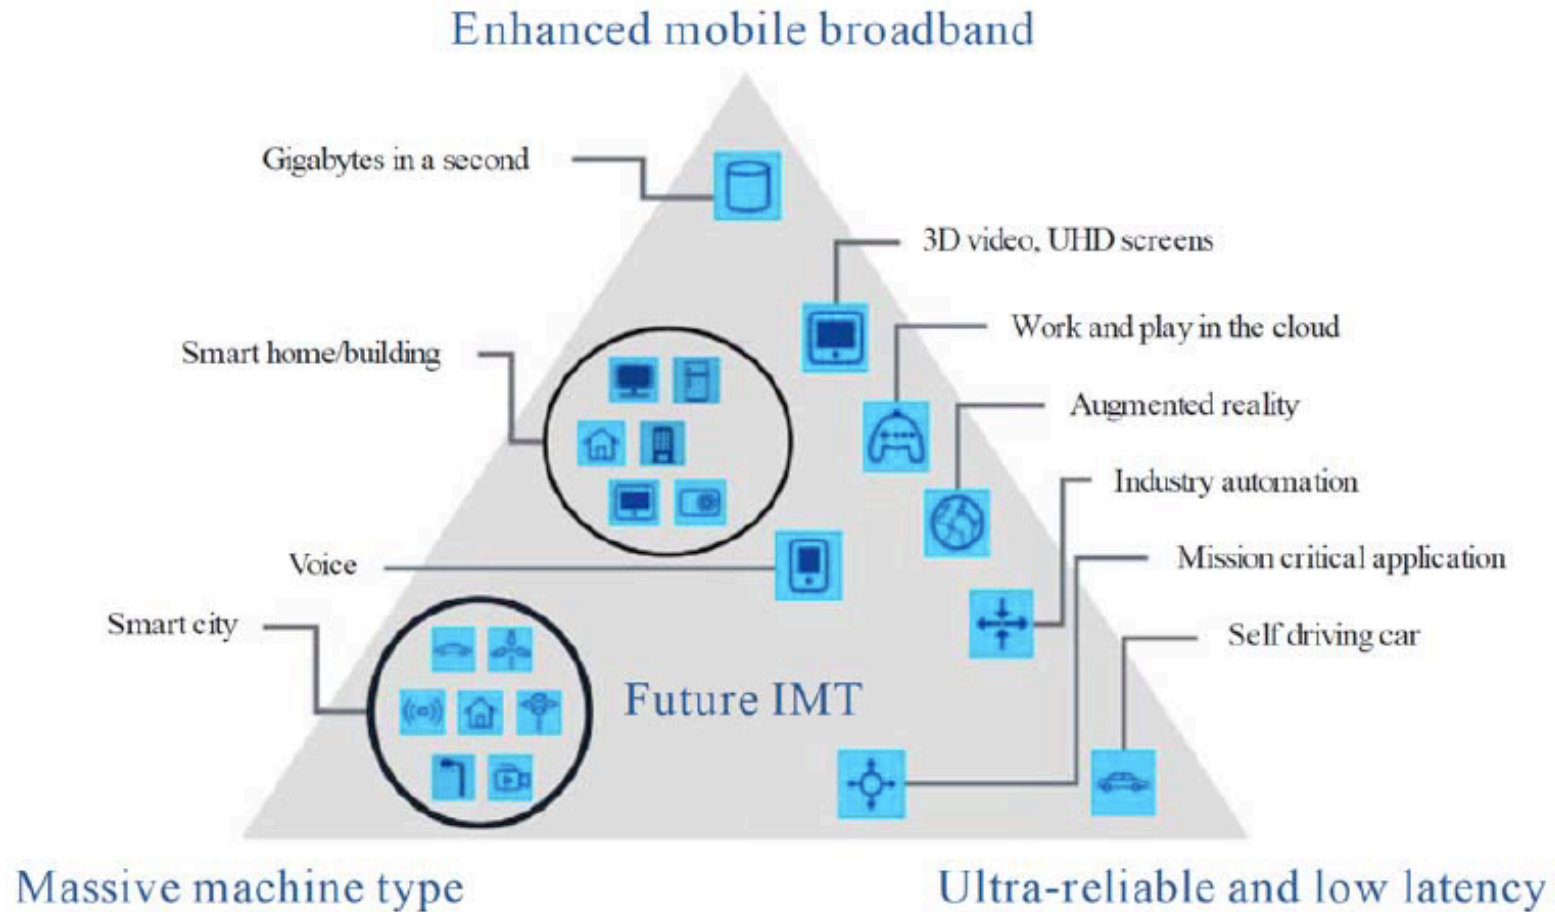 Enhanced mobile broadband
Gigabytes in a second
3D video, UHD screens
Work and play in the cloud
Smart home/building
Augmented reality
Industry automation
Mission critical application
Voice
Smart city
Self driving car
Future IMT
Massive machine type
Ultra-reliable and low latency